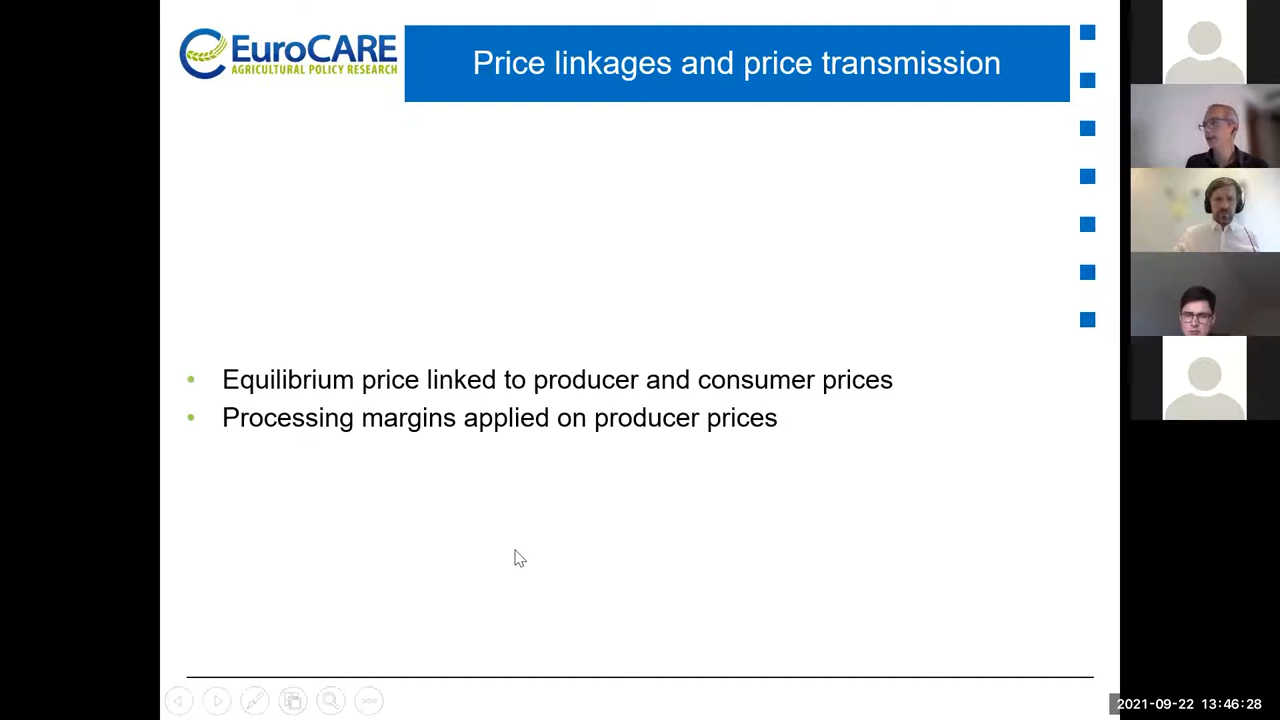 EuroCARE
AGRICULTURAL POLICY RESEARCH
Price linkages and price transmission
• Equilibrium price linked to producer and consumer prices
• Processing margins applied on producer prices
2021-09-22 13:46:28